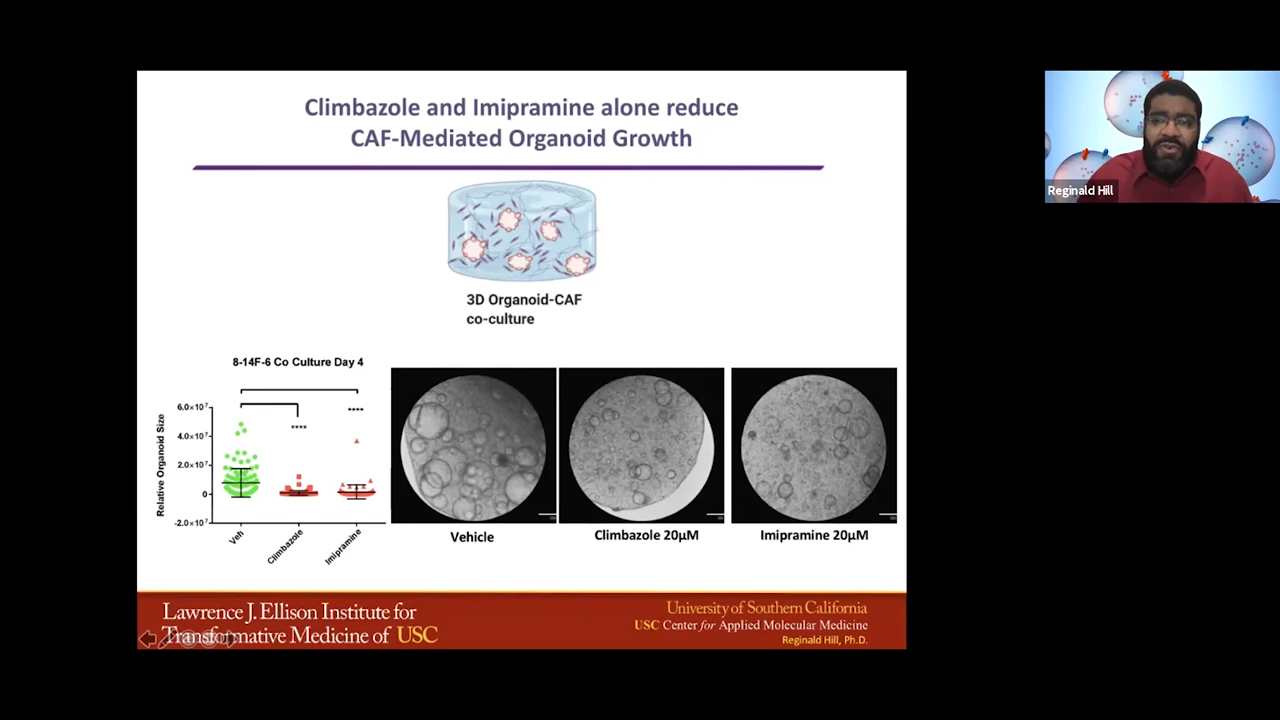 Climbazole and Imipramine alone reduce
CAF-Mediated Organoid Growth
Reginald Hill
3D Organoid-CAF
co-culture
8-14F-6 Co Culture Day 4
Relative Organoid Size
6.0×10⁷
4.0×10⁷
2.0×10⁷
0
-2.0×10⁷
****
****
Veh
Climbazole
Imipramine
Vehicle
Climbazole 20µM
Imipramine 20µM
Lawrence J. Ellison Institute for
Transformative Medicine of USC
University of Southern California
USC Center for Applied Molecular Medicine
Reginald Hill, Ph.D.